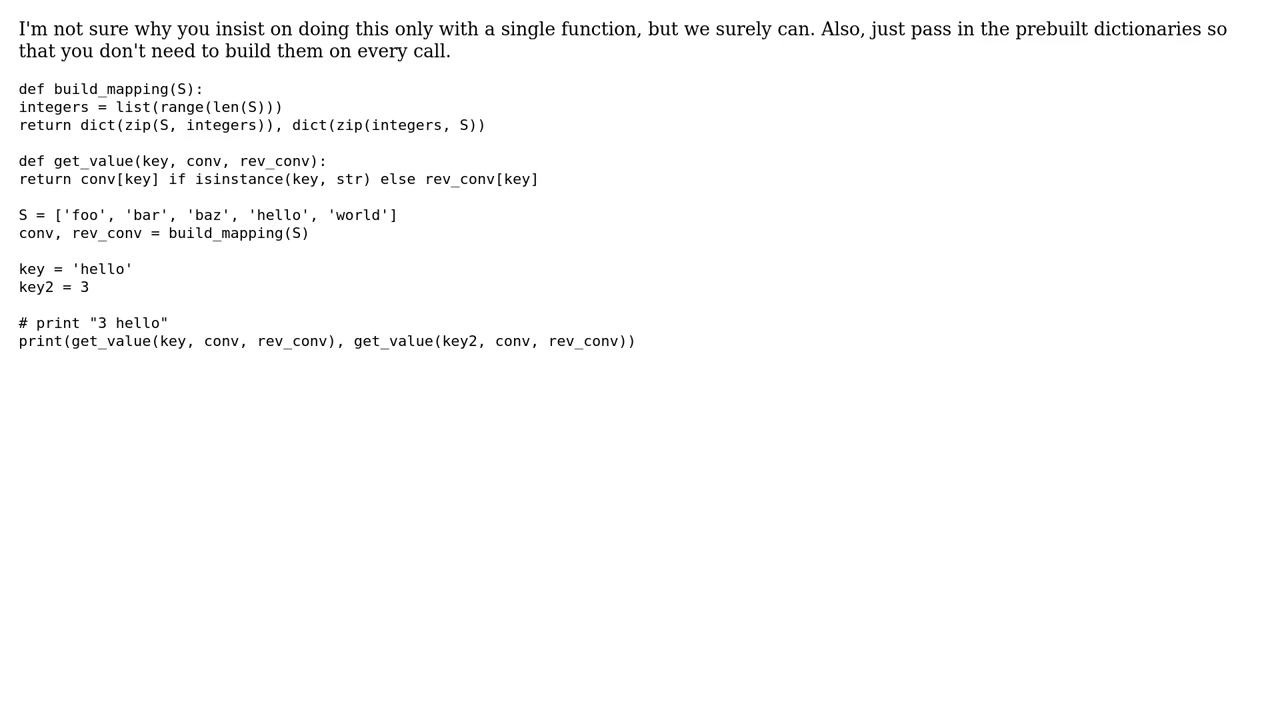 I'm not sure why you insist on doing this only with a single function, but we surely can. Also, just pass in the prebuilt dictionaries so
that you don't need to build them on every call.
def build_mapping(S):
integers = list(range(len(S)))
return dict(zip(S, integers)), dict(zip(integers, S))
def get_value(key, conv, rev_conv):
return conv[key] if isinstance(key, str) else rev_conv[key]
S = ['foo', 'bar', 'baz', 'hello', 'world']
conv, rev_conv = build_mapping(S)
key = 'hello'
key2 = 3
# print "3 hello"
print(get_value(key, conv, rev_conv), get_value(key2, conv, rev_conv))